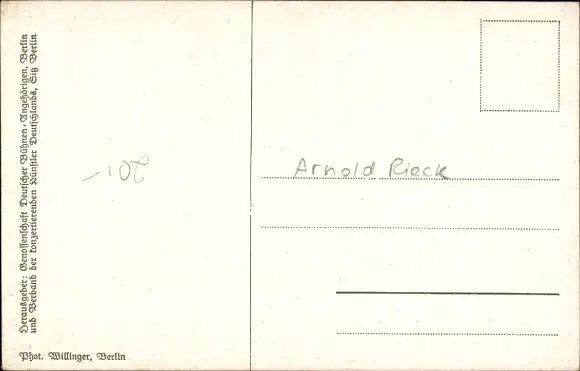 Herausgeber: Genossenschaft Deutscher Bühnen-Angehörigen, Berlin
und Verband der konzertierenden Künstler Deutschlands, Sitz Berlin
Phot. Willinger, Berlin
Arnold Rieck